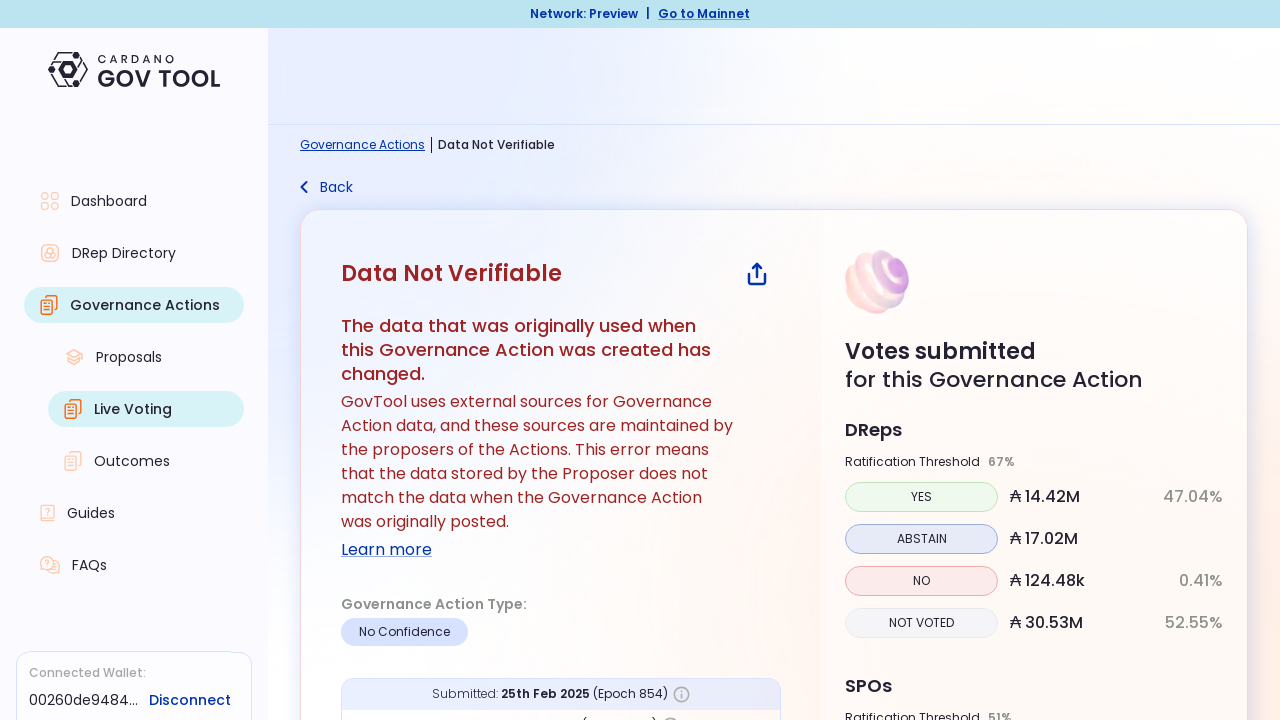 Network: Preview | Go to Mainnet
CARDANO
GOV TOOL
Dashboard
DRep Directory
Governance Actions
Proposals
Live Voting
Outcomes
Guides
FAQs
Connected Wallet:
00260de9484... Disconnect
Governance Actions | Data Not Verifiable
Back
Data Not Verifiable
The data that was originally used when
this Governance Action was created has
changed.
GovTool uses external sources for Governance
Action data, and these sources are maintained by
the proposers of the Actions. This error means
that the data stored by the Proposer does not
match the data when the Governance Action
was originally posted.
Learn more
Governance Action Type:
No Confidence
Submitted: 25th Feb 2025 (Epoch 854)
Votes submitted
for this Governance Action
DReps
Ratification Threshold 67%
YES ₳ 14.42M 47.04%
ABSTAIN ₳ 17.02M
NO ₳ 124.48k 0.41%
NOT VOTED ₳ 30.53M 52.55%
SPOs
Ratification Threshold 51%